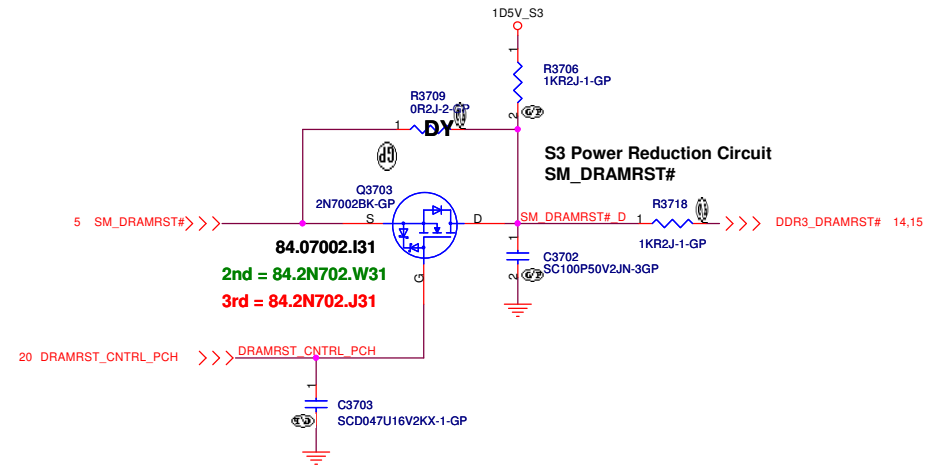 1D5V_S3
1
R3706
1KR2J-1-GP
2
G/P
R3709
0R2J-2-GP
1
DY
GP
S3 Power Reduction Circuit
SM_DRAMRST#
Q3703
2N7002BK-GP
S
D
G
5 SM_DRAMRST#
SM_DRAMRST#_D
R3718
1
1KR2J-1-GP
DDR3_DRAMRST# 14,15
84.07002.I31
2nd = 84.2N702.W31
3rd = 84.2N702.J31
1
C3702
SC100P50V2JN-3GP
2
G/P
20 DRAMRST_CNTRL_PCH
DRAMRST_CNTRL_PCH
1
C3703
SCD047U16V2KX-1-GP